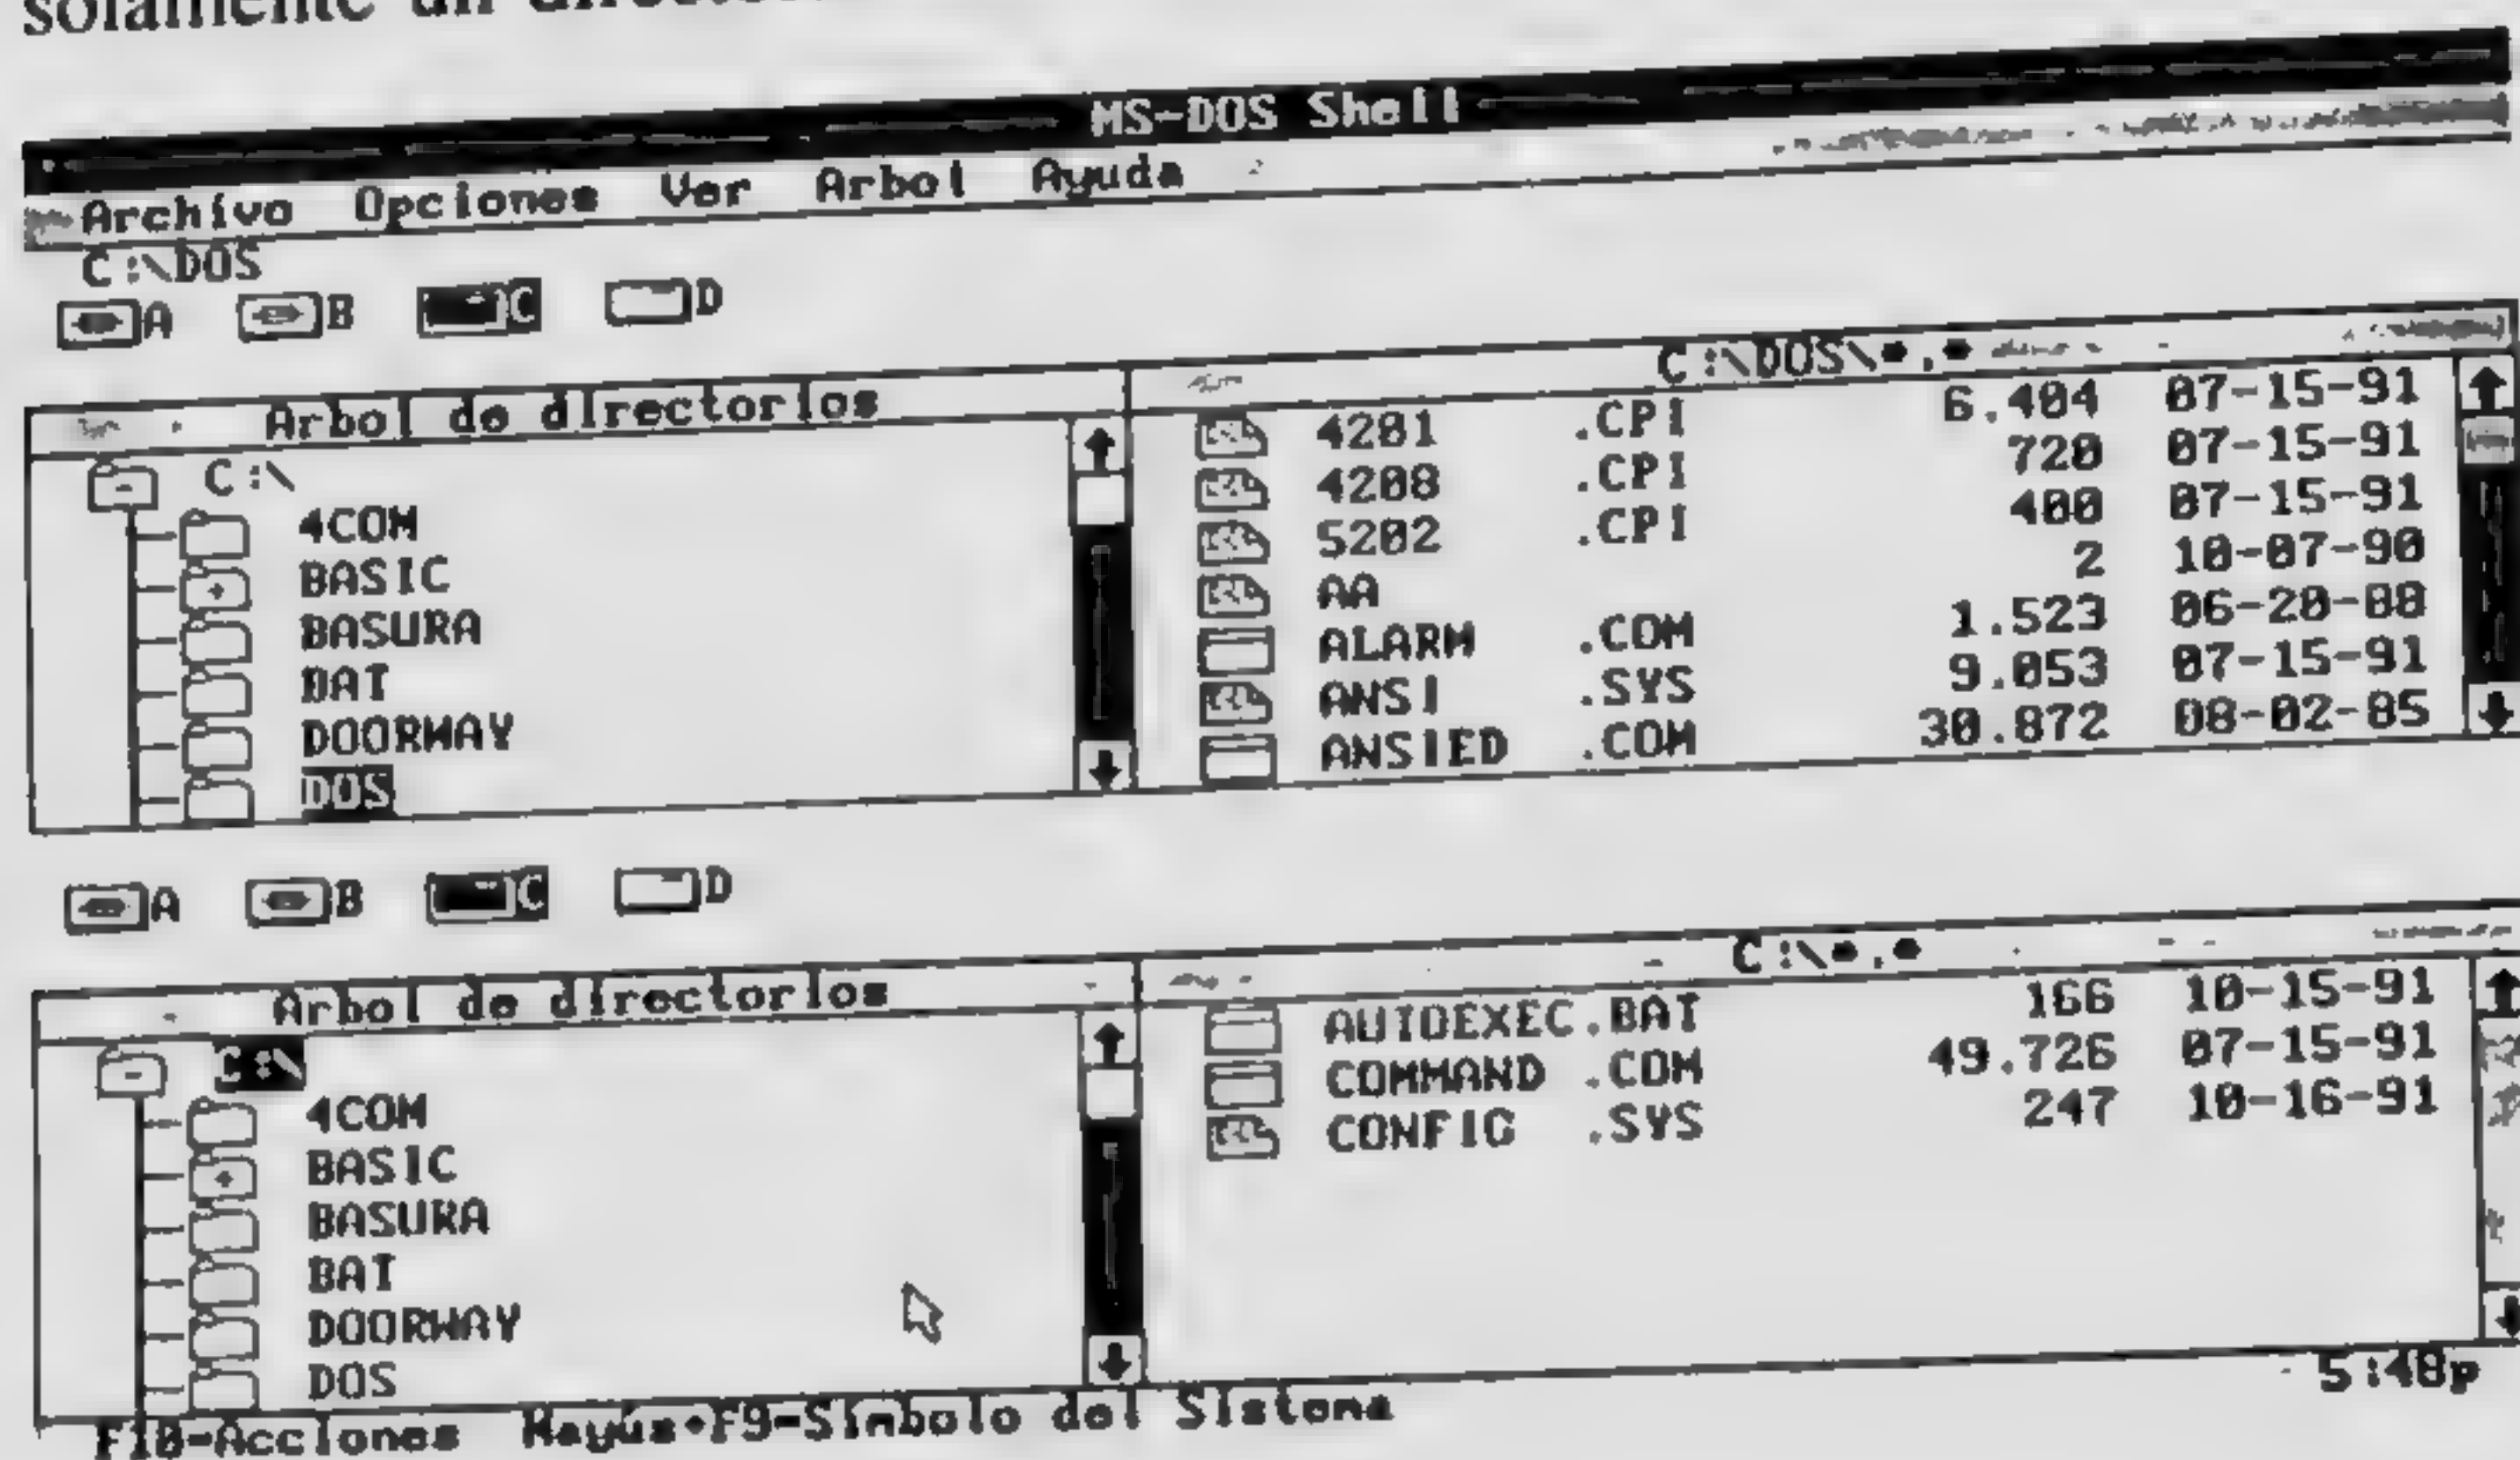 solamente un
MS-DOS Shell
Archivo Opciones Ver Arbol Ayuda
C:\DOS
A B C D
Arbol de directorios
C:\DOS\*.*
C:\
4COM
BASIC
BASURA
BAT
DOORWAY
DOS
4201 .CPI 6.404 07-15-91
4208 .CPI 720 07-15-91
5202 .CPI 400 07-15-91
AA 2 10-07-90
ALARM .COM 1.523 06-20-88
ANSI .SYS 9.053 07-15-91
ANSIED .COM 30.872 08-02-85
A B C D
Arbol de directorios
C:\*.*
C:\
4COM
BASIC
BASURA
BAT
DOORWAY
DOS
AUTOEXEC.BAT 166 10-15-91
COMMAND .COM 49.726 07-15-91
CONFIG .SYS 247 10-16-91
F10=Acciones Mayús+F9=Símbolo del Sistema 5:48p